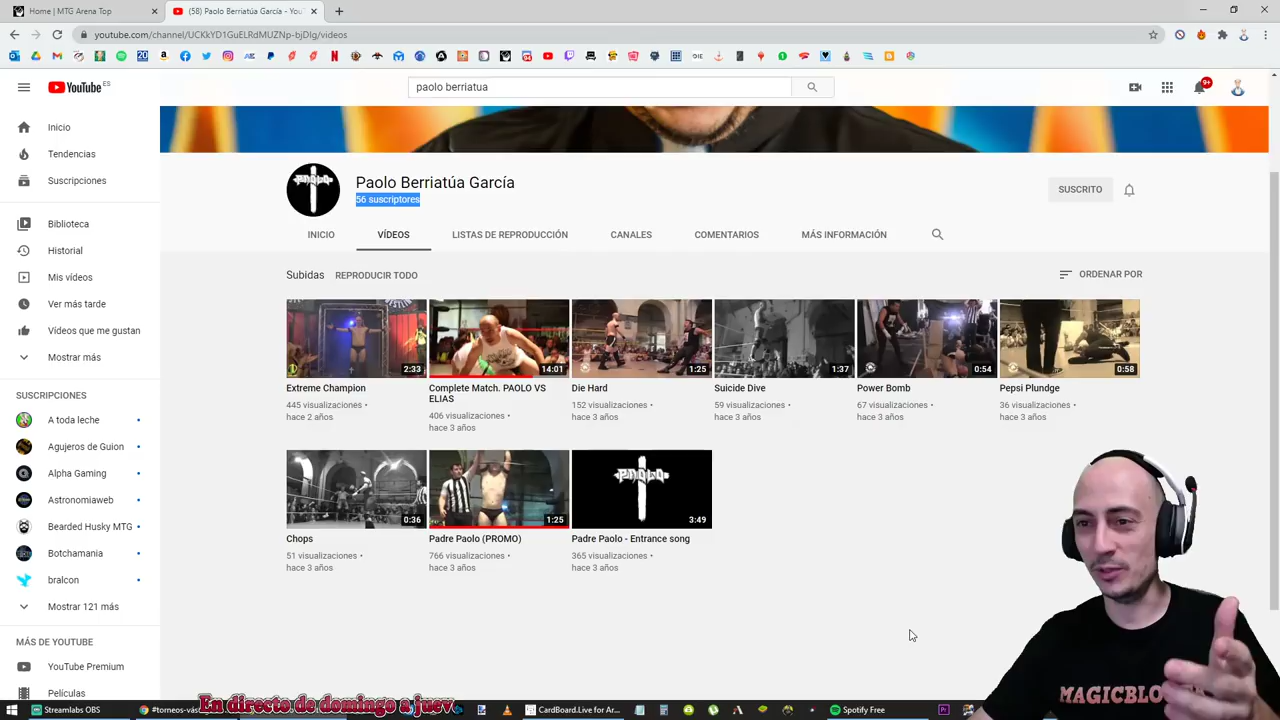 Home | MTG Arena Top
(58) Paolo Berriatúa García - You
youtube.com/channel/UCKkYD1GuELRdMUZNp-bjDIg/videos
YouTube ES
paolo berriatua
9+
Inicio
Tendencias
Suscripciones
Biblioteca
Historial
Mis vídeos
Ver más tarde
Vídeos que me gustan
Mostrar más
SUSCRIPCIONES
A toda leche
Agujeros de Guion
Alpha Gaming
Astronomiaweb
Bearded Husky MTG
Botchamania
bralcon
Mostrar 121 más
MÁS DE YOUTUBE
YouTube Premium
Películas
PAOLO
Paolo Berriatúa García
56 suscriptores
SUSCRITO
INICIO VÍDEOS LISTAS DE REPRODUCCIÓN CANALES COMENTARIOS MÁS INFORMACIÓN
Subidas REPRODUCIR TODO
ORDENAR POR
2:33
Extreme Champion
445 visualizaciones •
hace 2 años
14:01
Complete Match. PAOLO VS
ELIAS
406 visualizaciones •
hace 3 años
1:25
Die Hard
152 visualizaciones •
hace 3 años
1:37
Suicide Dive
59 visualizaciones •
hace 3 años
0:54
Power Bomb
67 visualizaciones •
hace 3 años
0:58
Pepsi Plundge
36 visualizaciones •
hace 3 años
0:36
Chops
51 visualizaciones •
hace 3 años
1:25
Padre Paolo (PROMO)
766 visualizaciones •
hace 3 años
PAOLO
3:49
Padre Paolo - Entrance song
365 visualizaciones •
hace 3 años
En directo de domingo a juev
Streamlabs OBS
CardBoard.Live for Ar...
Spotify Free